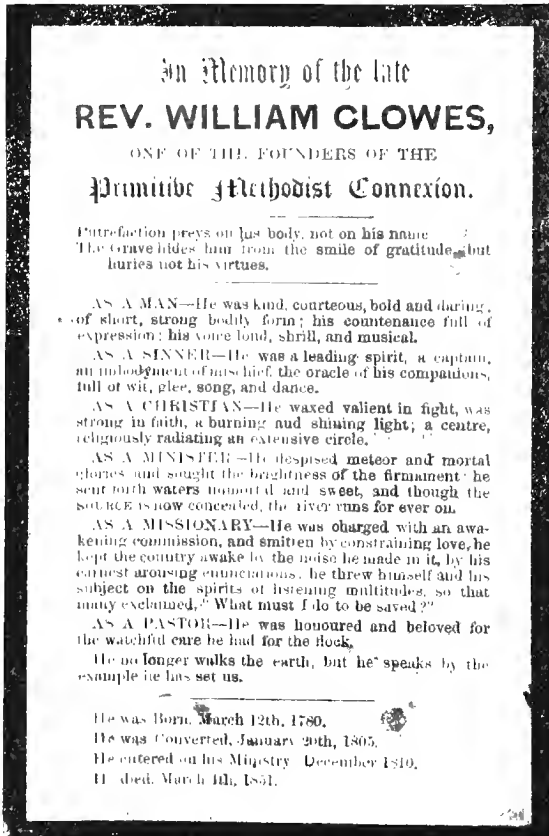 In Memory of the late
REV. WILLIAM CLOWES,
ONE OF THE FOUNDERS OF THE
Primitive Methodist Connexion.
Putrefaction preys on his body, not on his name
The Grave hides him from the smile of gratitude, but
buries not his virtues.
AS A MAN—He was kind, courteous, bold and daring,
of short, strong bodily form; his countenance full of
expression; his voice loud, shrill, and musical.
AS A SINNER—He was a leading spirit, a captain,
an imbodyment of mischief, the oracle of his companions,
full of wit, glee, song, and dance.
AS A CHRISTIAN—He waxed valient in fight, was
strong in faith, a burning aud shining light; a centre,
religiously radiating an extensive circle.
AS A MINISTER—He despised meteor and mortal
glories and sought the brightness of the firmament he
sent forth waters and sweet, and though the
SOURCE is now concealed, the river runs for ever on.
AS A MISSIONARY—He was charged with an awa-
kening commission, and smitten by constraining love, he
kept the country awake by the noise he made in it, by his
earnest arousing enunciations, he threw himself and his
subject on the spirits of listening multitudes, so that
many exclaimed, "What must I do to be saved?"
AS A PASTOR—He was honoured and beloved for
the watchful care he had for the flock.
He no longer walks the earth, but he speaks by the
example he has set us.
He was Born, March 12th, 1780.
He was Converted, January 20th, 1805.
He entered on his Ministry December 1810.
He died, March 4th, 1851.